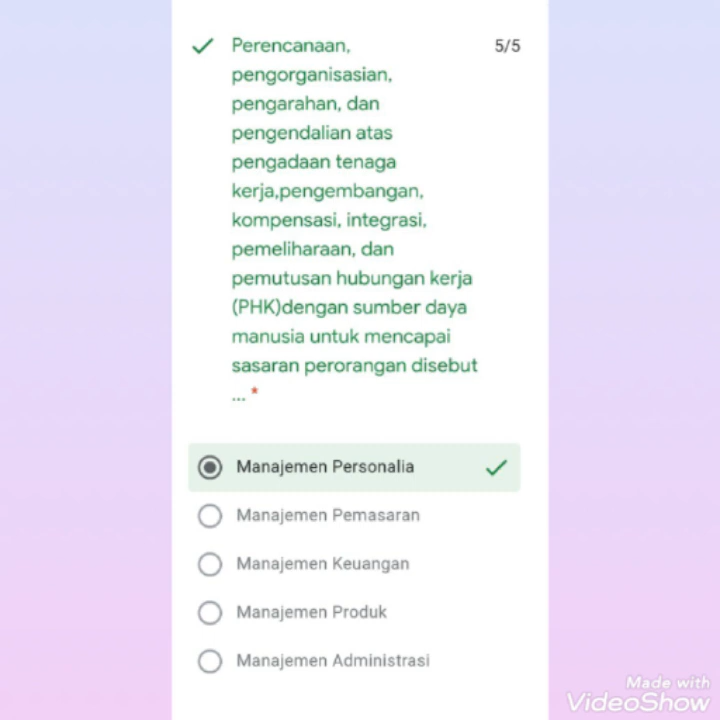 Perencanaan,
5/5
pengorganisasian,
pengarahan, dan
pengendalian atas
pengadaan tenaga
kerja,pengembangan,
kompensasi, integrasi,
pemeliharaan, dan
pemutusan hubungan kerja
(PHK)dengan sumber daya
manusia untuk mencapai
sasaran perorangan disebut
... *
Manajemen Personalia
Manajemen Pemasaran
Manajemen Keuangan
Manajemen Produk
Manajemen Administrasi
Made with
VideoShow